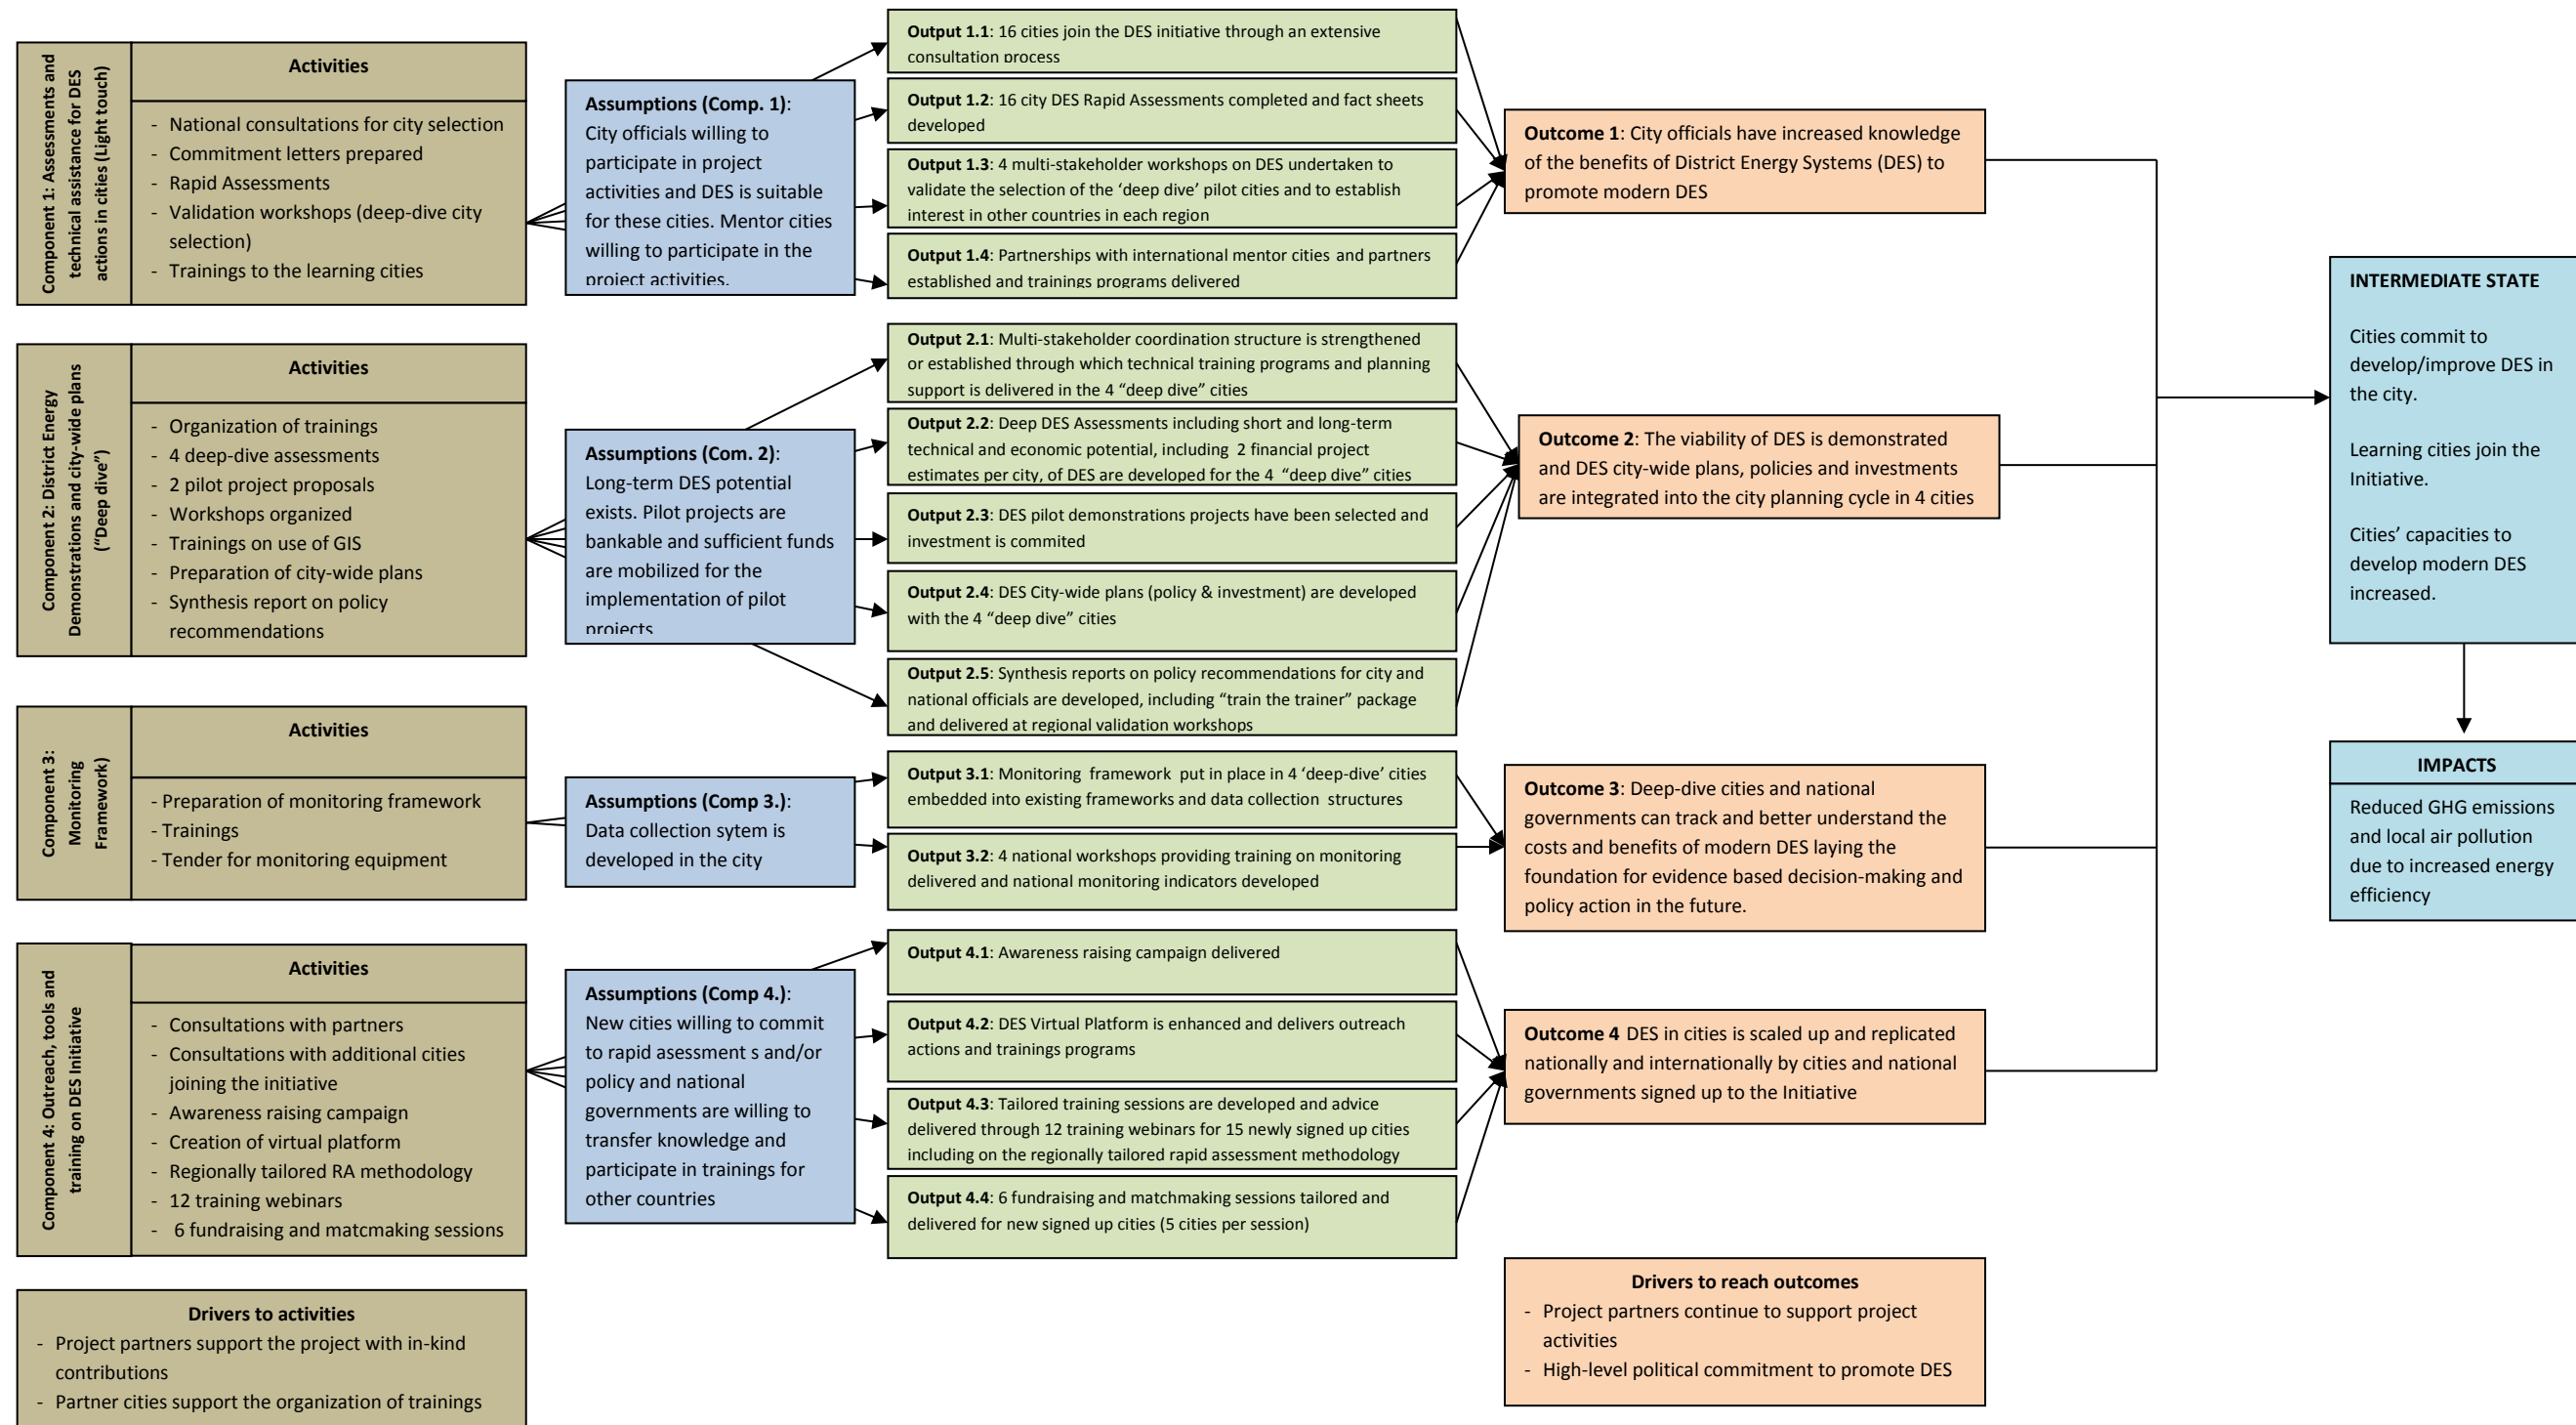 Component 1: Assessments and
technical assistance for DES
actions in cities (Light touch)
Activities
- National consultations for city selection
- Commitment letters prepared
- Rapid Assessments
- Validation workshops (deep-dive city
selection)
- Trainings to the learning cities
Assumptions (Comp. 1):
City officials willing to
participate in project
activities and DES is suitable
for these cities. Mentor cities
willing to participate in the
project activities.
Output 1.1: 16 cities join the DES initiative through an extensive
consultation process
Output 1.2: 16 city DES Rapid Assessments completed and fact sheets
developed
Output 1.3: 4 multi-stakeholder workshops on DES undertaken to
validate the selection of the ‘deep dive’ pilot cities and to establish
interest in other countries in each region
Output 1.4: Partnerships with international mentor cities and partners
established and trainings programs delivered
Outcome 1: City officials have increased knowledge
of the benefits of District Energy Systems (DES) to
promote modern DES
Component 2: District Energy
Demonstrations and city-wide plans
(“Deep dive”)
Activities
- Organization of trainings
- 4 deep-dive assessments
- 2 pilot project proposals
- Workshops organized
- Trainings on use of GIS
- Preparation of city-wide plans
- Synthesis report on policy
recommendations
Assumptions (Com. 2):
Long-term DES potential
exists. Pilot projects are
bankable and sufficient funds
are mobilized for the
implementation of pilot
projects
Output 2.1: Multi-stakeholder coordination structure is strengthened
or established through which technical training programs and planning
support is delivered in the 4 “deep dive” cities
Output 2.2: Deep DES Assessments including short and long-term
technical and economic potential, including 2 financial project
estimates per city, of DES are developed for the 4 “deep dive” cities
Output 2.3: DES pilot demonstrations projects have been selected and
investment is commited
Output 2.4: DES City-wide plans (policy & investment) are developed
with the 4 “deep dive” cities
Output 2.5: Synthesis reports on policy recommendations for city and
national officials are developed, including “train the trainer” package
and delivered at regional validation workshops
Outcome 2: The viability of DES is demonstrated
and DES city-wide plans, policies and investments
are integrated into the city planning cycle in 4 cities
Component 3:
Monitoring
Framework)
Activities
- Preparation of monitoring framework
- Trainings
- Tender for monitoring equipment
Assumptions (Comp 3.):
Data collection sytem is
developed in the city
Output 3.1: Monitoring framework put in place in 4 ‘deep-dive’ cities
embedded into existing frameworks and data collection structures
Output 3.2: 4 national workshops providing training on monitoring
delivered and national monitoring indicators developed
Outcome 3: Deep-dive cities and national
governments can track and better understand the
costs and benefits of modern DES laying the
foundation for evidence based decision-making and
policy action in the future.
Component 4: Outreach, tools and
training on DES Initiative
Activities
- Consultations with partners
- Consultations with additional cities
joining the initiative
- Awareness raising campaign
- Creation of virtual platform
- Regionally tailored RA methodology
- 12 training webinars
- 6 fundraising and matcmaking sessions
Assumptions (Comp 4.):
New cities willing to commit
to rapid asessment s and/or
policy and national
governments are willing to
transfer knowledge and
participate in trainings for
other countries
Output 4.1: Awareness raising campaign delivered
Output 4.2: DES Virtual Platform is enhanced and delivers outreach
actions and trainings programs
Output 4.3: Tailored training sessions are developed and advice
delivered through 12 training webinars for 15 newly signed up cities
including on the regionally tailored rapid assessment methodology
Output 4.4: 6 fundraising and matchmaking sessions tailored and
delivered for new signed up cities (5 cities per session)
Outcome 4 DES in cities is scaled up and replicated
nationally and internationally by cities and national
governments signed up to the Initiative
INTERMEDIATE STATE
Cities commit to
develop/improve DES in
the city.
Learning cities join the
Initiative.
Cities’ capacities to
develop modern DES
increased.
IMPACTS
Reduced GHG emissions
and local air pollution
due to increased energy
efficiency
Drivers to activities
- Project partners support the project with in-kind
contributions
- Partner cities support the organization of trainings
Drivers to reach outcomes
- Project partners continue to support project
activities
- High-level political commitment to promote DES